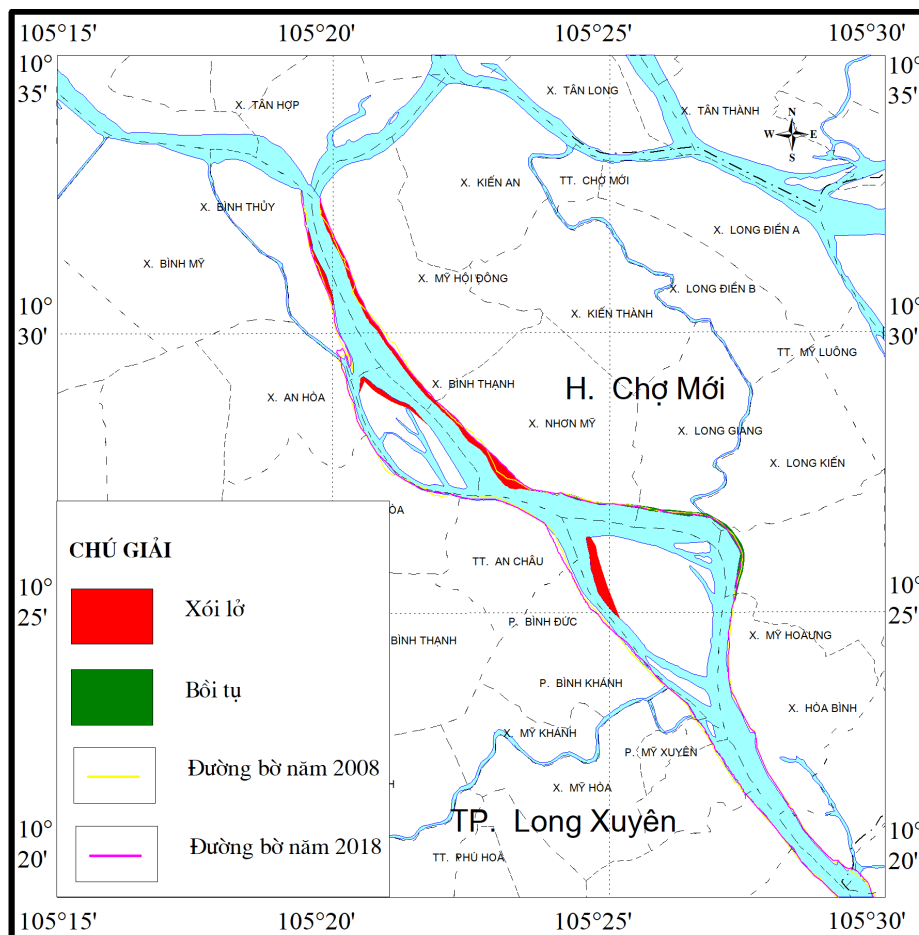 105°15' 105°20' 105°25' 105°30'
10°
35'
10°
35'
X. TÂN HỢP
X. TÂN LONG
X. TÂN THÀNH
N
W E
S
X. KIẾN AN
TT. CHỢ MỚI
X. BÌNH THỦY
X. LONG ĐIỀN A
X. BÌNH MỸ
X. MỸ HỘI ĐÔNG
X. LONG ĐIỀN B
10°
30'
10°
30'
X. KIẾN THÀNH
TT. MỸ LUÔNG
X. BÌNH THẠNH
H. Chợ Mới
X. AN HÒA
X. NHƠN MỸ
X. LONG GIANG
X. LONG KIẾN
ÒA
CHÚ GIẢI
TT. AN CHÂU
10°
25'
10°
25'
Xói lở
P. BÌNH ĐỨC
BÌNH THẠNH
X. MỸ HOÀƯNG
Bồi tụ
P. BÌNH KHÁNH
X. HÒA BÌNH
X. MỸ KHÁNH
P. MỸ XUYÊN
Đường bờ năm 2008
H
X. MỸ HÒA
TP. Long Xuyên
10°
20'
10°
20'
Đường bờ năm 2018
TT. PHÚ HOÀ
105°15' 105°20' 105°25' 105°30'